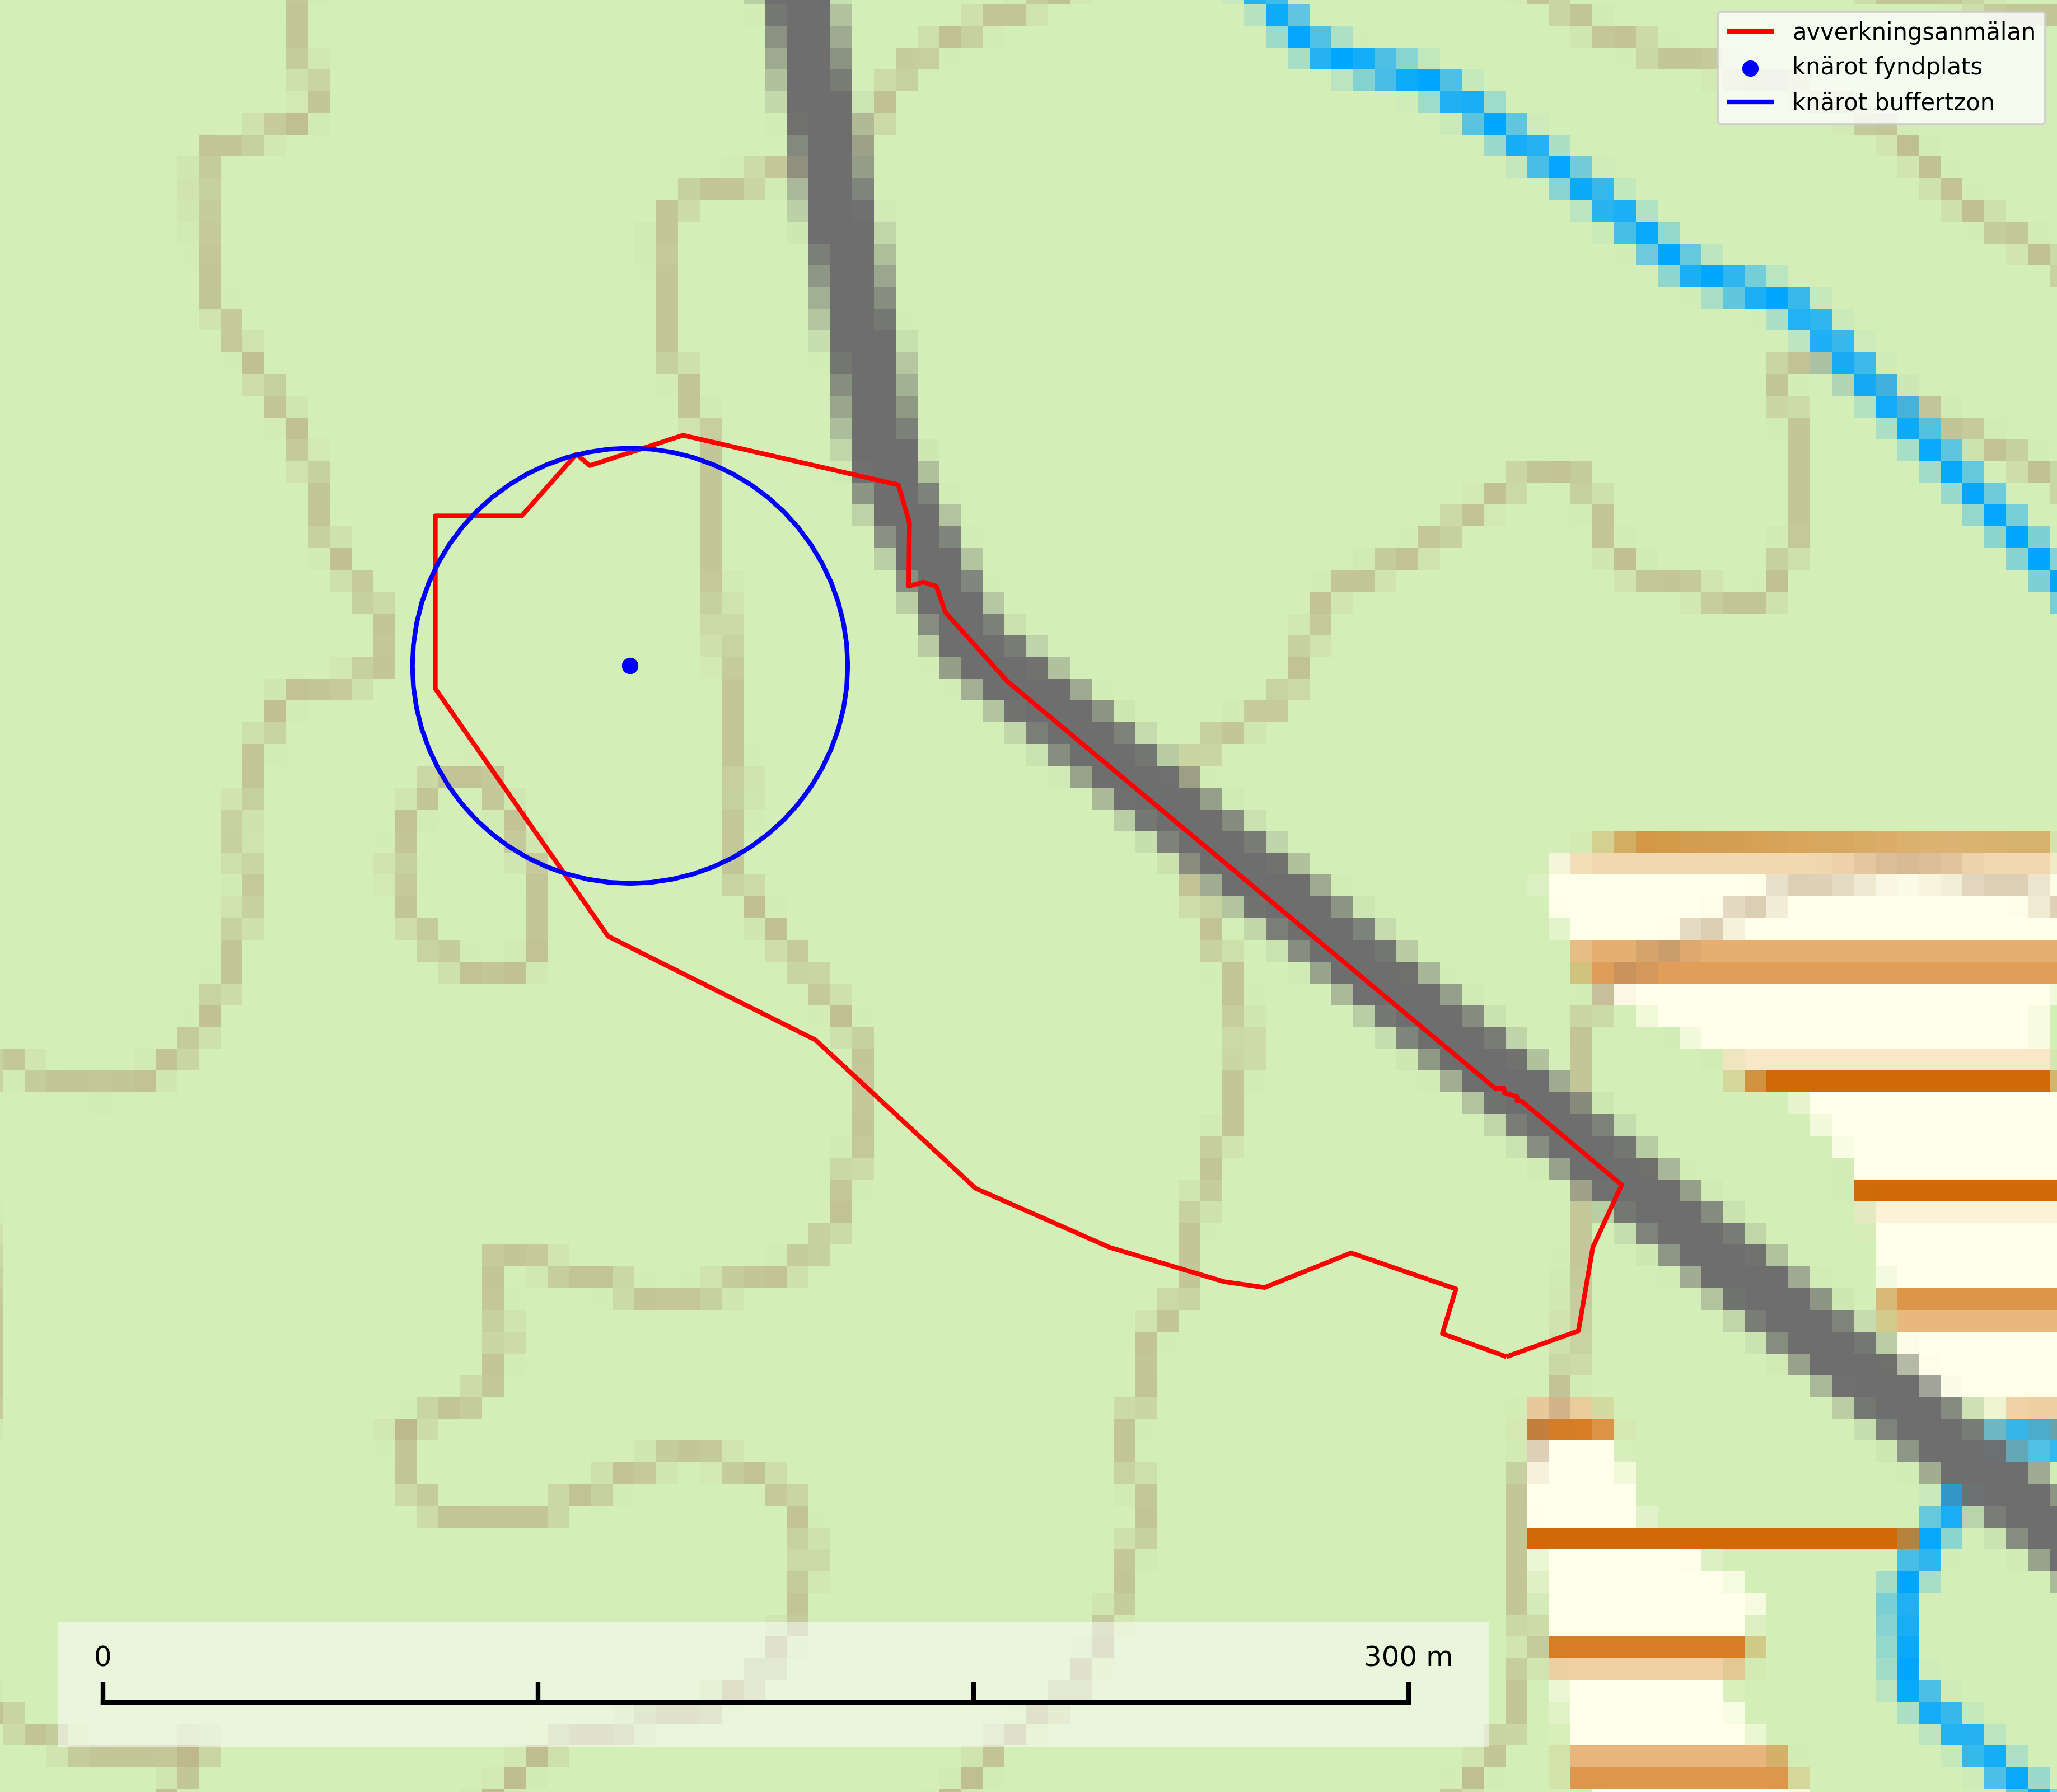 avverkningsanmälan
knärot fyndplats
knärot buffertzon
0 300 m